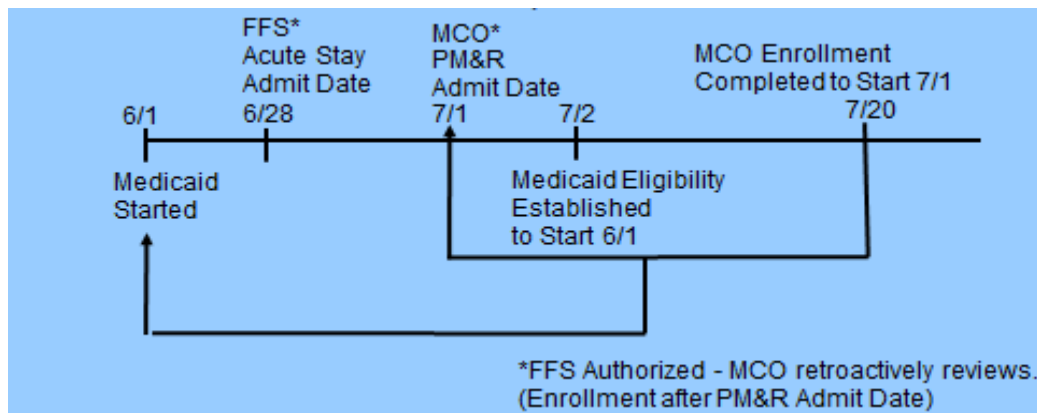 FFS*
Acute Stay
Admit Date
6/28
MCO*
PM&R
Admit Date
7/1
MCO Enrollment
Completed to Start 7/1
7/20
6/1
7/2
Medicaid
Started
Medicaid Eligibility
Established
to Start 6/1
*FFS Authorized - MCO retroactively reviews.
(Enrollment after PM&R Admit Date)